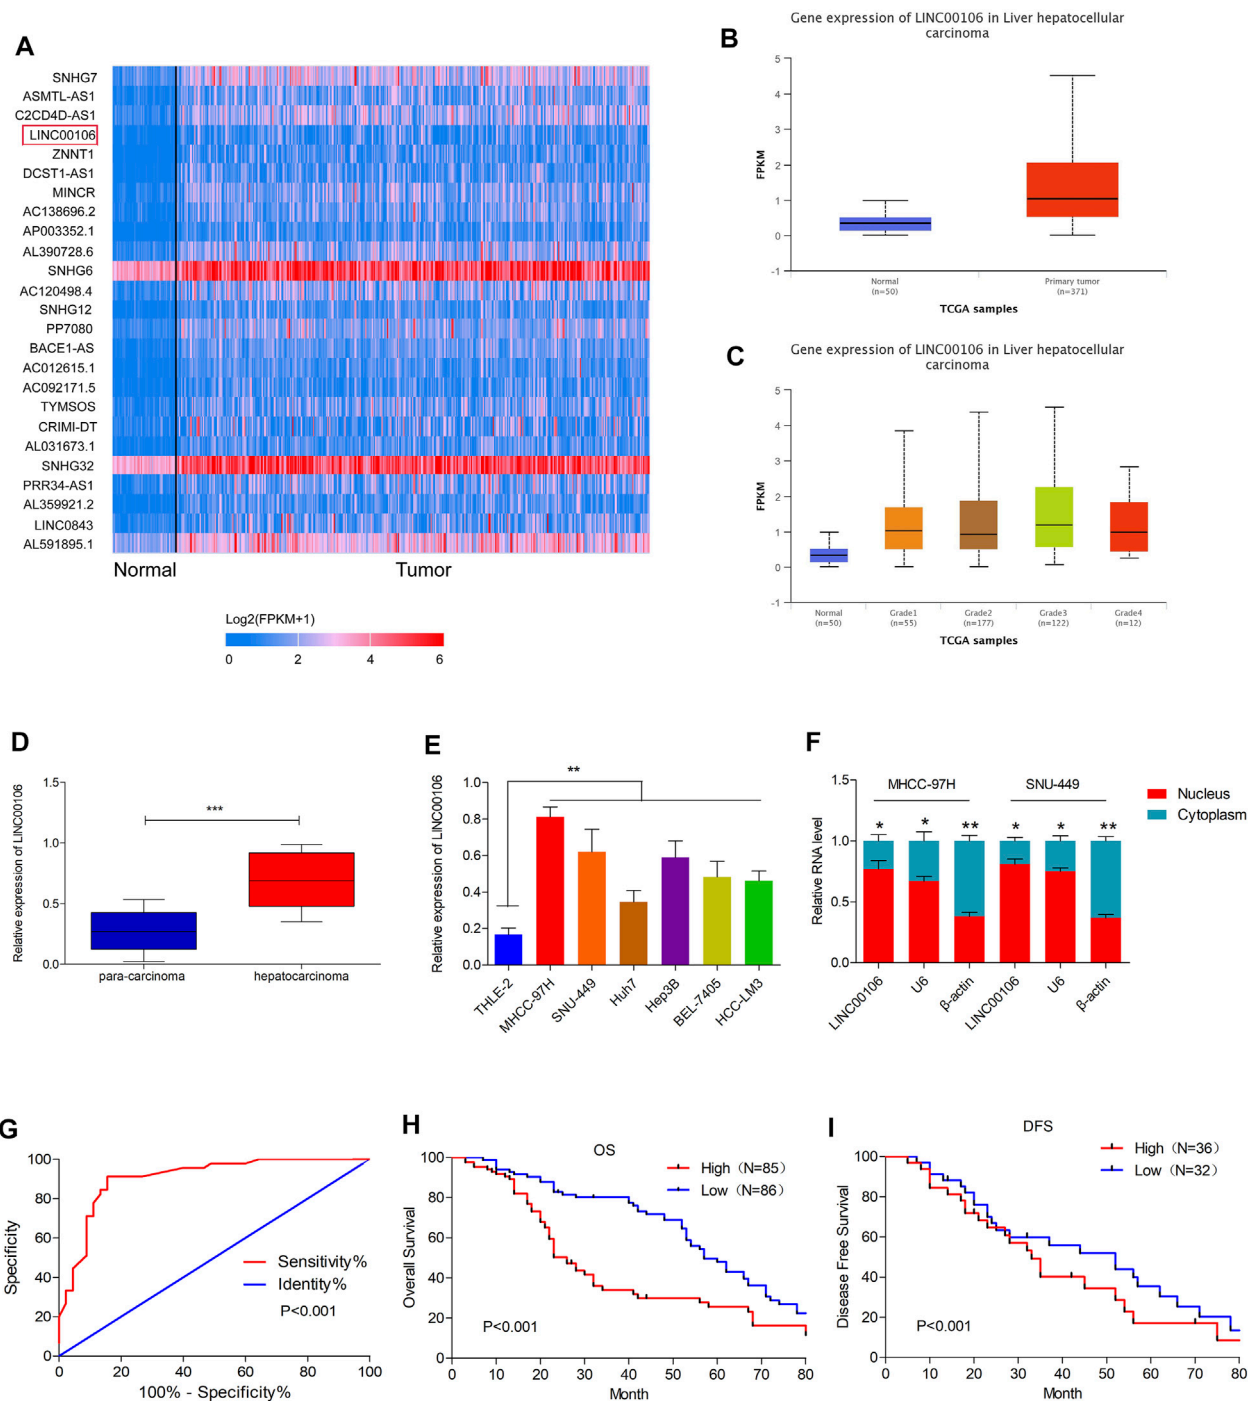 A
SNHG7
ASMTL-AS1
C2CD4D-AS1
LINC00106
ZNNT1
DCST1-AS1
MINCR
AC138696.2
AP003352.1
AL390728.6
SNHG6
AC120498.4
SNHG12
PP7080
BACE1-AS
AC012615.1
AC092171.5
TYMSOS
CRIMI-DT
AL031673.1
SNHG32
PRR34-AS1
AL359921.2
LINC0843
AL591895.1
Normal Tumor
Log2(FPKM+1)
0 2 4 6
B
Gene expression of LINC00106 in Liver hepatocellular
carcinoma
FPKM
5
4
3
2
1
0
-1
Normal
(n=50)
Primary tumor
(n=371)
TCGA samples
C
Gene expression of LINC00106 in Liver hepatocellular
carcinoma
FPKM
5
4
3
2
1
0
-1
Normal
(n=50)
Grade1
(n=55)
Grade2
(n=177)
Grade3
(n=122)
Grade4
(n=12)
TCGA samples
D
Relative expression of LINC00106
1.5
1.0
0.5
0.0
***
para-carcinoma hepatocarcinoma
E
Relative expression of LINC00106
1.0
0.8
0.6
0.4
0.2
0.0
**
THLE-2
MHCC-97H
SNU-449
Huh7
Hep3B
BEL-7405
HCC-LM3
F
Relative RNA level
1.5
1.0
0.5
0.0
MHCC-97H SNU-449
* * ** * * **
Nucleus
Cytoplasm
LINC00106
U6
β-actin
LINC00106
U6
β-actin
G
Specificity
100
80
60
40
20
0
Sensitivity%
Identity%
P<0.001
0 20 40 60 80 100
100% - Specificity%
H
OS
Overall Survival
100
80
60
40
20
0
High（N=85）
Low（N=86）
P<0.001
0 10 20 30 40 50 60 70 80
Month
I
DFS
Disease Free Survival
100
80
60
40
20
0
High（N=36）
Low（N=32）
P<0.001
0 10 20 30 40 50 60 70 80
Month